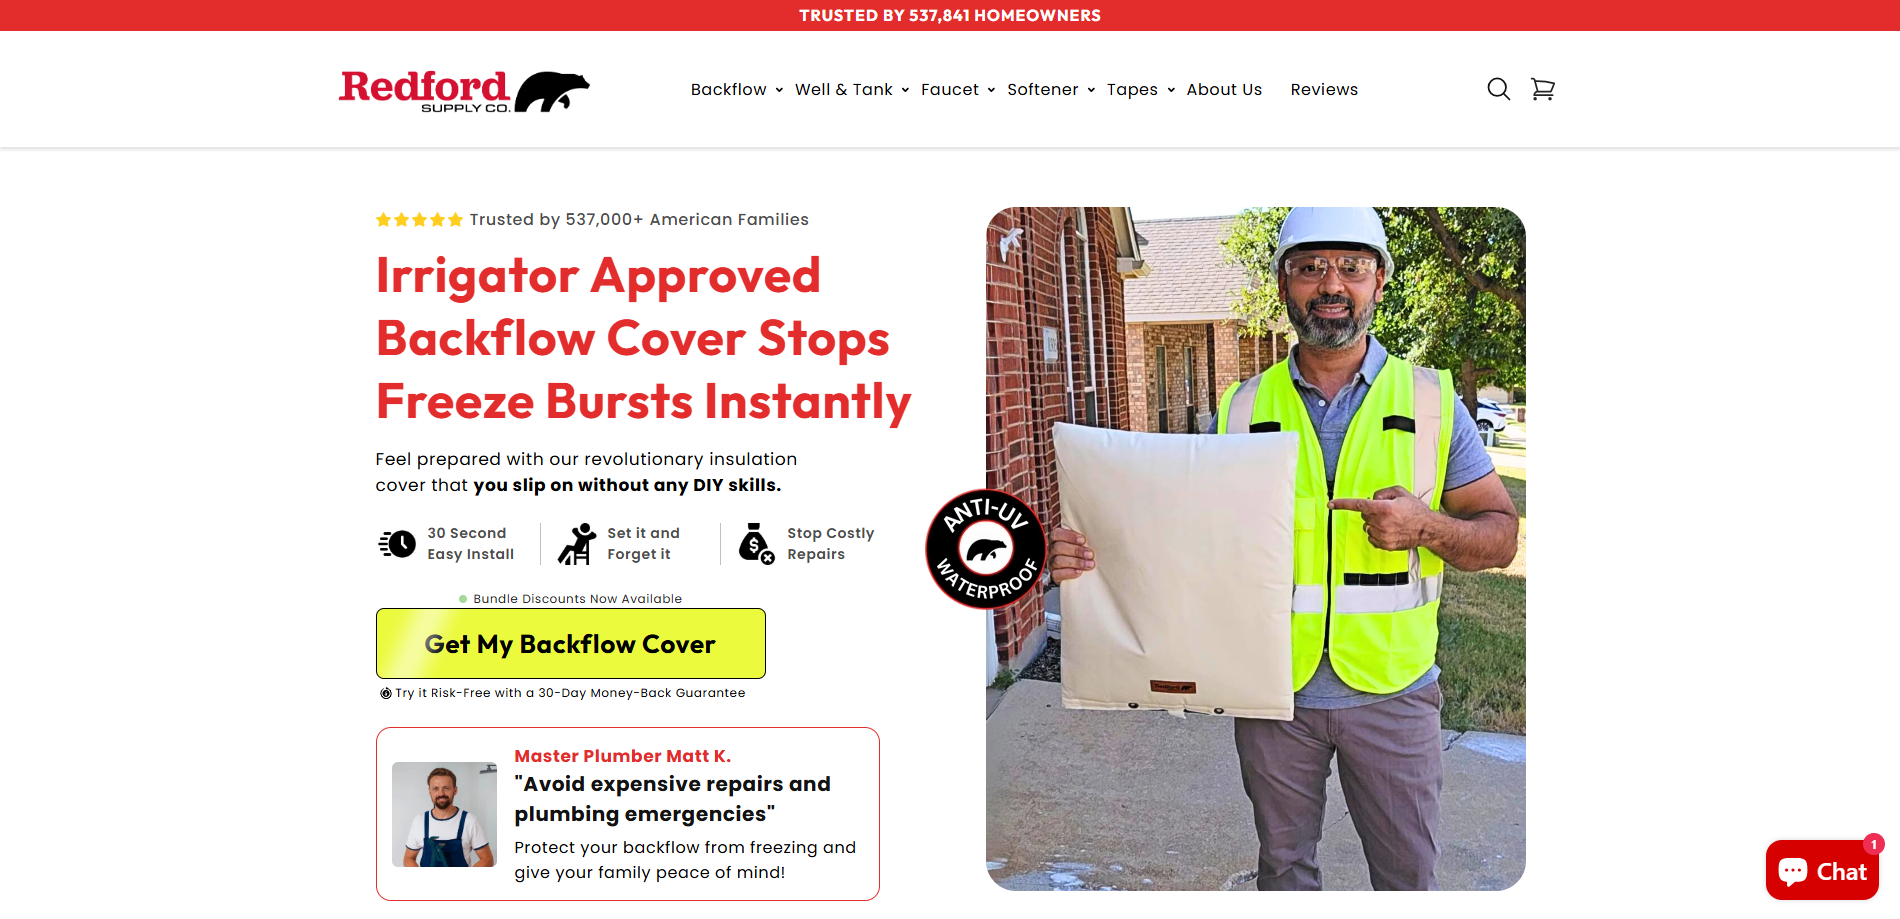 TRUSTED BY 537,841 HOMEOWNERS
Redford
SUPPLY CO.
Backflow Well & Tank Faucet Softener Tapes About Us Reviews
Trusted by 537,000+ American Families
Irrigator Approved
Backflow Cover Stops
Freeze Bursts Instantly
Feel prepared with our revolutionary insulation
cover that you slip on without any DIY skills.
30 Second
Easy Install
Set it and
Forget it
Stop Costly
Repairs
Bundle Discounts Now Available
Get My Backflow Cover
Try it Risk-Free with a 30-Day Money-Back Guarantee
Master Plumber Matt K.
"Avoid expensive repairs and
plumbing emergencies"
Protect your backflow from freezing and
give your family peace of mind!
ANTI-UV
WATERPROOF
Redford
1
Chat